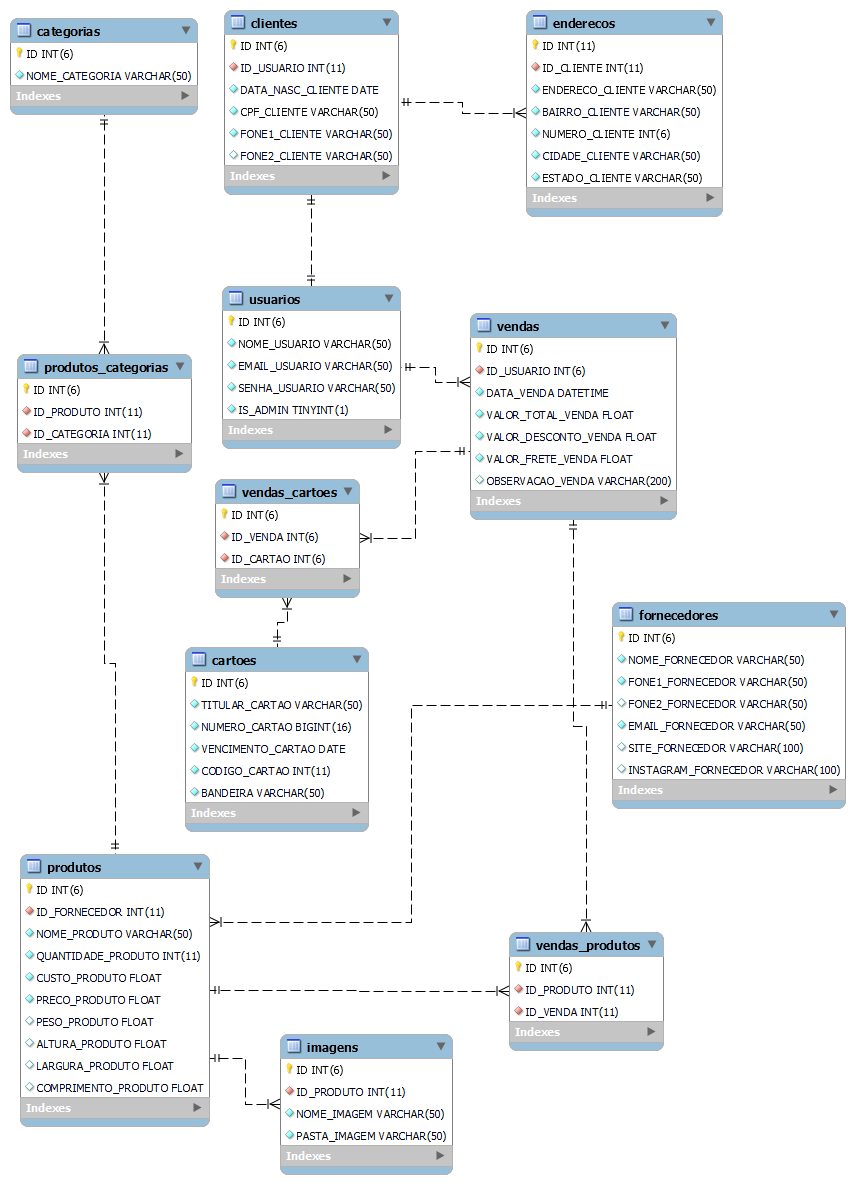 categorias
ID INT(6)
NOME_CATEGORIA VARCHAR(50)
Indexes
clientes
ID INT(6)
ID_USUARIO INT(11)
DATA_NASC_CLIENTE DATE
CPF_CLIENTE VARCHAR(50)
FONE1_CLIENTE VARCHAR(50)
FONE2_CLIENTE VARCHAR(50)
Indexes
enderecos
ID INT(11)
ID_CLIENTE INT(11)
ENDERECO_CLIENTE VARCHAR(50)
BAIRRO_CLIENTE VARCHAR(50)
NUMERO_CLIENTE INT(6)
CIDADE_CLIENTE VARCHAR(50)
ESTADO_CLIENTE VARCHAR(50)
Indexes
usuarios
ID INT(6)
NOME_USUARIO VARCHAR(50)
EMAIL_USUARIO VARCHAR(50)
SENHA_USUARIO VARCHAR(50)
IS_ADMIN TINYINT(1)
Indexes
vendas
ID INT(6)
ID_USUARIO INT(6)
DATA_VENDA DATETIME
VALOR_TOTAL_VENDA FLOAT
VALOR_DESCONTO_VENDA FLOAT
VALOR_FRETE_VENDA FLOAT
OBSERVACAO_VENDA VARCHAR(200)
Indexes
produtos_categorias
ID INT(6)
ID_PRODUTO INT(11)
ID_CATEGORIA INT(11)
Indexes
vendas_cartoes
ID INT(6)
ID_VENDA INT(6)
ID_CARTAO INT(6)
Indexes
fornecedores
ID INT(6)
NOME_FORNECEDOR VARCHAR(50)
FONE1_FORNECEDOR VARCHAR(50)
FONE2_FORNECEDOR VARCHAR(50)
EMAIL_FORNECEDOR VARCHAR(50)
SITE_FORNECEDOR VARCHAR(100)
INSTAGRAM_FORNECEDOR VARCHAR(100)
Indexes
cartoes
ID INT(6)
TITULAR_CARTAO VARCHAR(50)
NUMERO_CARTAO BIGINT(16)
VENCIMENTO_CARTAO DATE
CODIGO_CARTAO INT(11)
BANDEIRA VARCHAR(50)
Indexes
produtos
ID INT(6)
ID_FORNECEDOR INT(11)
NOME_PRODUTO VARCHAR(50)
QUANTIDADE_PRODUTO INT(11)
CUSTO_PRODUTO FLOAT
PRECO_PRODUTO FLOAT
PESO_PRODUTO FLOAT
ALTURA_PRODUTO FLOAT
LARGURA_PRODUTO FLOAT
COMPRIMENTO_PRODUTO FLOAT
Indexes
vendas_produtos
ID INT(6)
ID_PRODUTO INT(11)
ID_VENDA INT(11)
Indexes
imagens
ID INT(6)
ID_PRODUTO INT(11)
NOME_IMAGEM VARCHAR(50)
PASTA_IMAGEM VARCHAR(50)
Indexes